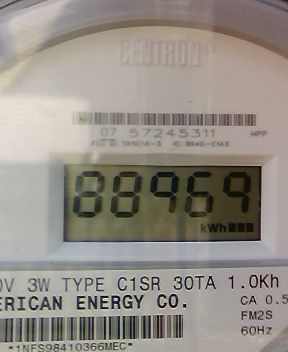 CENTRON
07 57245311 HPP
88969
kWh
0V 3W TYPE C1SR 30TA 1.0Kh
ERICAN ENERGY CO.
CA 0.5
FM2S
60Hz
*1NFS98410366MEC*